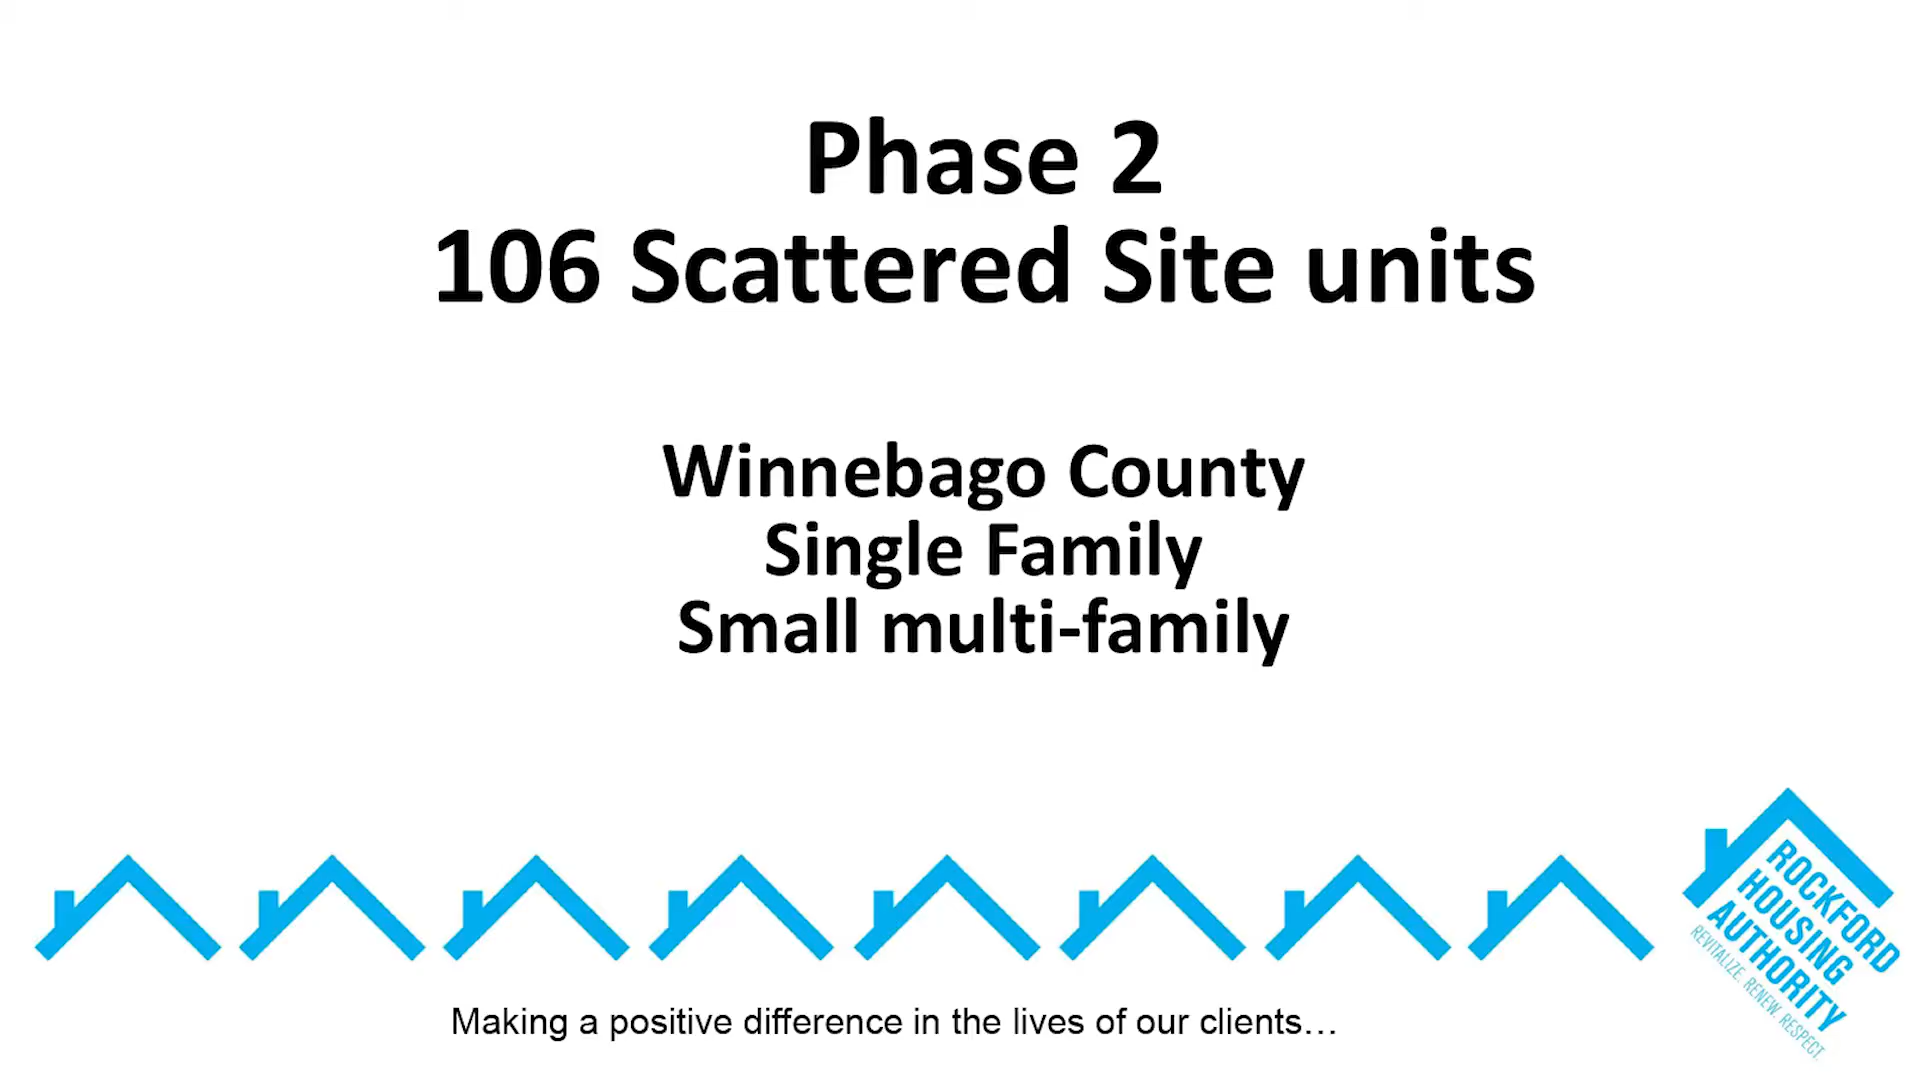 Phase 2
106 Scattered Site units
Winnebago County
Single Family
Small multi-family
ROCKFORD
HOUSING
AUTHORITY
REVITALIZE. RENEW. RESPECT.
Making a positive difference in the lives of our clients…